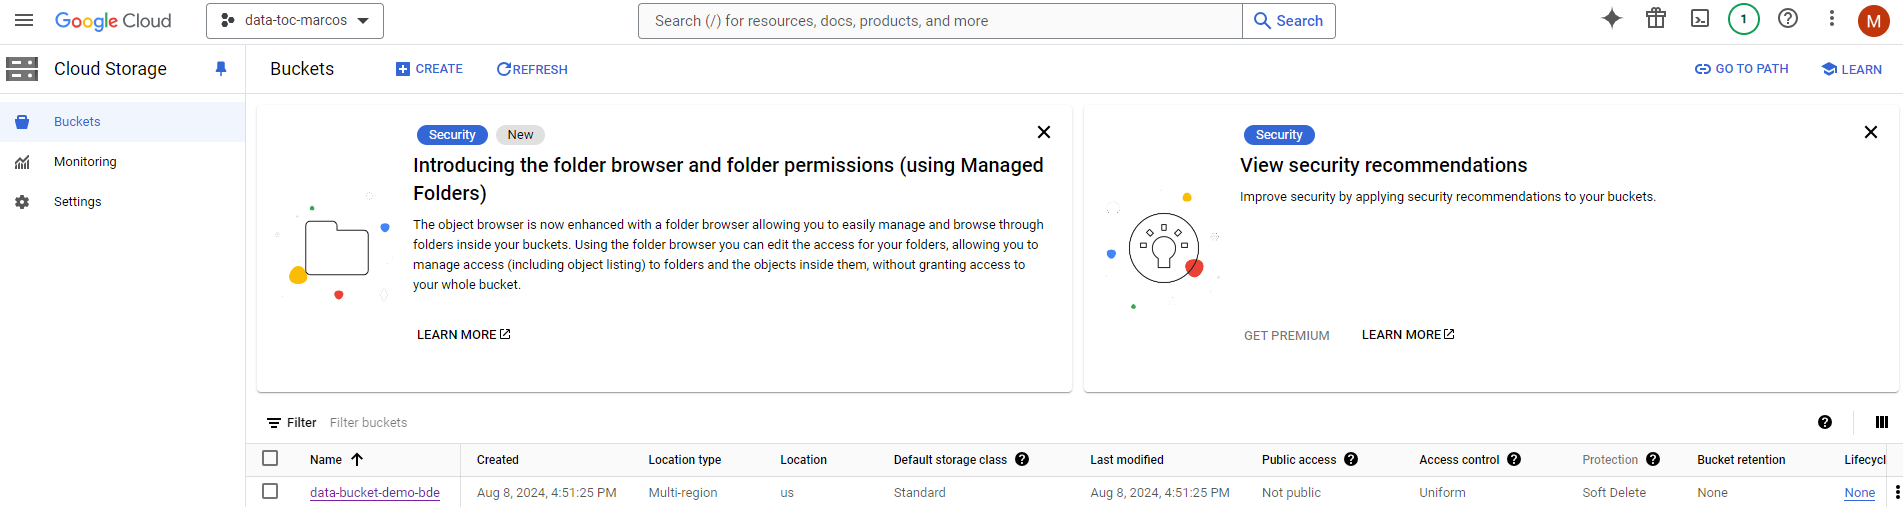 Google Cloud
data-toc-marcos
Search (/) for resources, docs, products, and more
Search
1
M
Cloud Storage
Buckets
CREATE
REFRESH
GO TO PATH
LEARN
Buckets
Monitoring
Settings
Security
New
Introducing the folder browser and folder permissions (using Managed
Folders)
The object browser is now enhanced with a folder browser allowing you to easily manage and browse through
folders inside your buckets. Using the folder browser you can edit the access for your folders, allowing you to
manage access (including object listing) to folders and the objects inside them, without granting access to
your whole bucket.
LEARN MORE
Security
View security recommendations
Improve security by applying security recommendations to your buckets.
GET PREMIUM
LEARN MORE
Filter Filter buckets
Name Created Location type Location Default storage class Last modified Public access Access control Protection Bucket retention Lifecycl
data-bucket-demo-bde Aug 8, 2024, 4:51:25 PM Multi-region us Standard Aug 8, 2024, 4:51:25 PM Not public Uniform Soft Delete None None